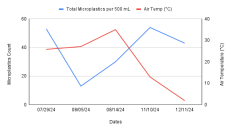 Total Microplastics per 500 mL
Air Temp (°C)
60
40
20
0
40
30
20
10
0
Microplastics Count
Air Temperature (°C)
07/29/24
08/05/24
09/14/24
11/10/24
12/11/24
Dates